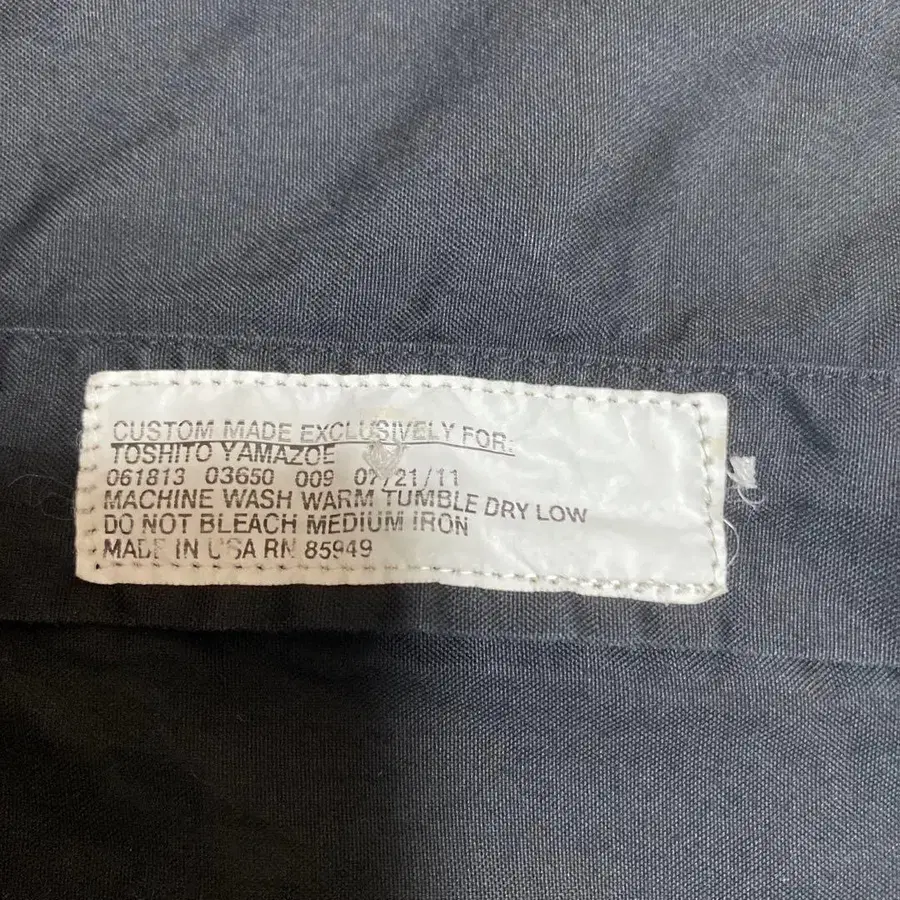 CUSTOM MADE EXCLUSIVELY FOR:
TOSHITO YAMAZOE
061813 03650 009 07/21/11
MACHINE WASH WARM TUMBLE DRY LOW
DO NOT BLEACH MEDIUM IRON
MADE IN USA RN 85949